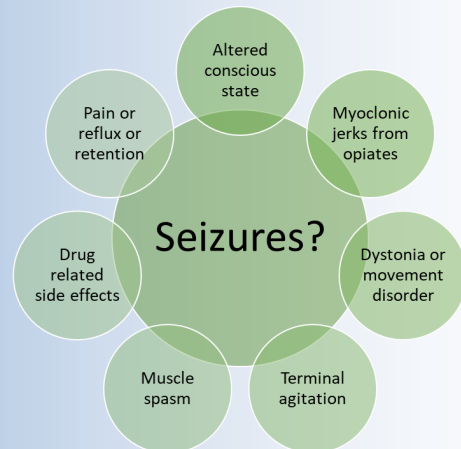 Altered
conscious
state
Myoclonic
jerks from
opiates
Dystonia or
movement
disorder
Terminal
agitation
Muscle
spasm
Drug
related
side effects
Pain or
reflux or
retention
Seizures?